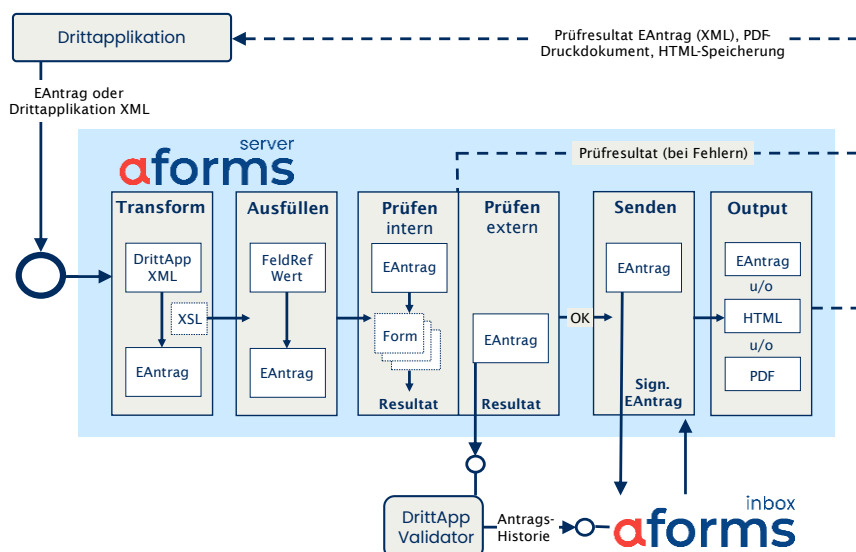 Drittapplikation
Prüfresultat EAntrag (XML), PDF-
Druckdokument, HTML-Speicherung
EAntrag oder
Drittapplikation XML
server
aforms
Prüfresultat (bei Fehlern)
Transform
DrittApp
XML
XSL
EAntrag
Ausfüllen
FeldRef
Wert
EAntrag
Prüfen
intern
EAntrag
Form
Resultat
Prüfen
extern
EAntrag
Resultat
OK
Senden
EAntrag
Sign.
EAntrag
Output
EAntrag
u/o
HTML
u/o
PDF
DrittApp
Validator
Antrags-
Historie
inbox
aforms